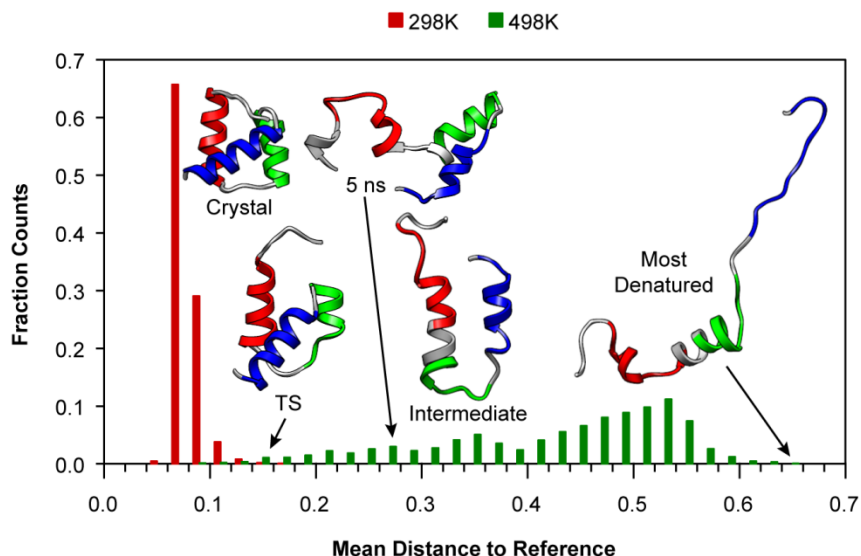 298K 498K
0.7
0.6
0.5
0.4
0.3
0.2
0.1
0.0
Fraction Counts
Crystal
5 ns
TS
Intermediate
Most
Denatured
0.0 0.1 0.2 0.3 0.4 0.5 0.6 0.7
Mean Distance to Reference